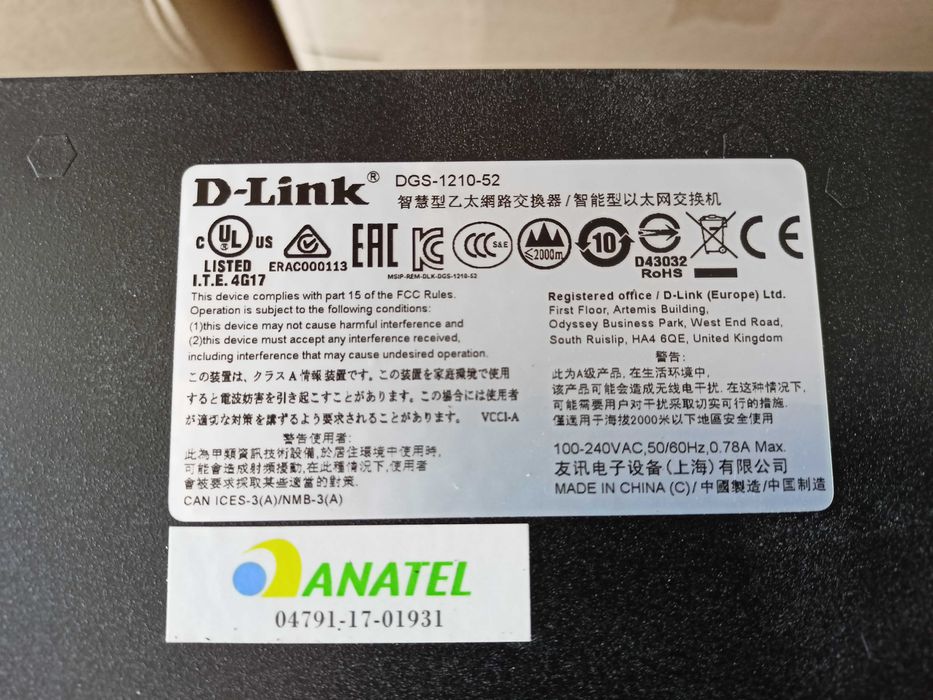 D-Link® DGS-1210-52
智慧型乙太網路交換器/智能型以太网交换机
C UL US
LISTED
I.T.E. 4G17
ERAC000113
EAC
MSIP-REM-DLK-DGS-1210-52
CCC S&E
≤2000m
10
D43032
RoHS
CE
This device complies with part 15 of the FCC Rules.
Operation is subject to the following conditions:
(1)this device may not cause harmful interference and
(2)this device must accept any interference received,
including interference that may cause undesired operation.
この装置は、クラスA情報装置です。この装置を家庭環境で使用
すると電波妨害を引き起こすことがあります。この場合には使用者
が適切な対策を講ずるよう要求されることがあります。 VCCI-A
警告使用者:
此為甲類資訊技術設備,於居住環境中使用時,
可能會造成射頻擾動,在此種情況下,使用者
會被要求採取某些適當的對策.
CAN ICES-3(A)/NMB-3(A)
Registered office / D-Link (Europe) Ltd.
First Floor, Artemis Building,
Odyssey Business Park, West End Road,
South Ruislip, HA4 6QE, United Kingdom
警告:
此为A级产品, 在生活环境中,
该产品可能会造成无线电干扰. 在这种情况下,
可能需要用户对干扰采取切实可行的措施.
仅适用于海拔2000米以下地區安全使用
100-240VAC,50/60Hz,0.78A Max.
友讯电子设备(上海)有限公司
MADE IN CHINA (C)/中國製造/中国制造
ANATEL
04791-17-01931